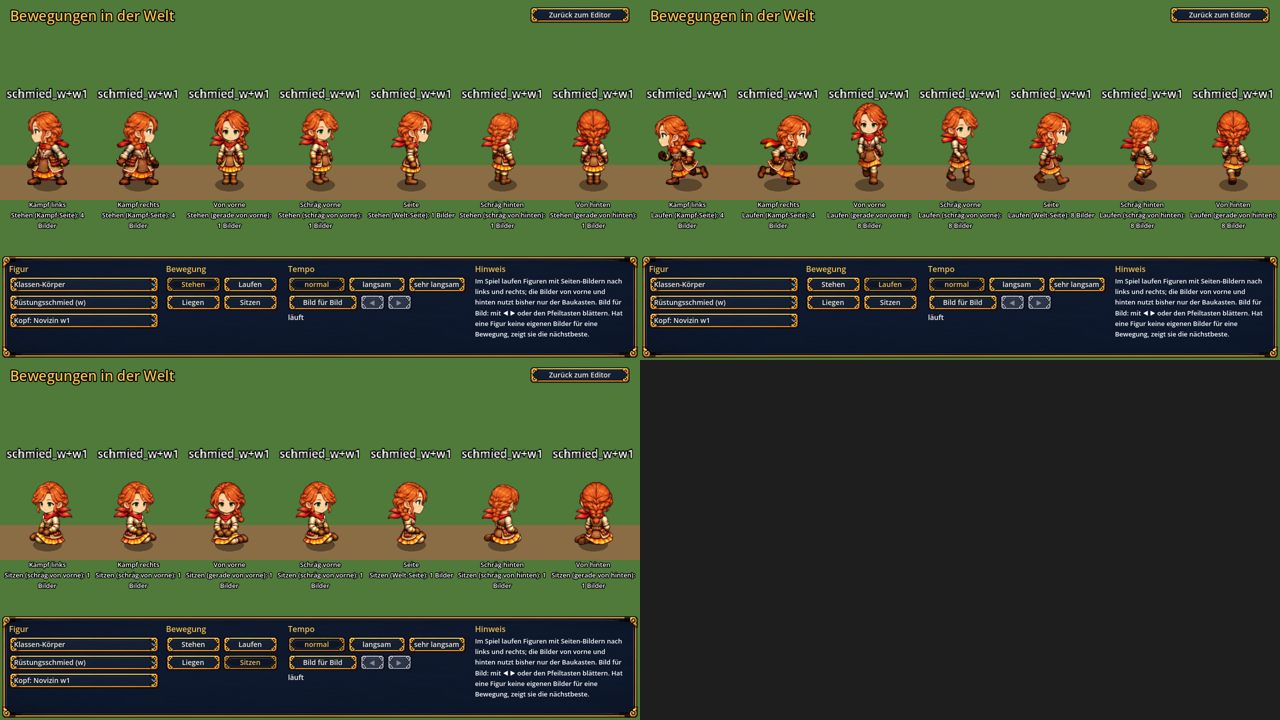 Bewegungen in der Welt
Zurück zum Editor
schmied_w+w1 schmied_w+w1 schmied_w+w1 schmied_w+w1 schmied_w+w1 schmied_w+w1 schmied_w+w1
Kampf links
Stehen (Kampf-Seite): 4
Bilder
Kampf rechts
Stehen (Kampf-Seite): 4
Bilder
Von vorne
Stehen (gerade von vorne):
1 Bilder
Schräg vorne
Stehen (schräg von vorne):
1 Bilder
Seite
Stehen (Welt-Seite): 1 Bilder
Schräg hinten
Stehen (schräg von hinten):
1 Bilder
Von hinten
Stehen (gerade von hinten):
1 Bilder
Figur
Klassen-Körper
Rüstungsschmied (w)
Kopf: Novizin w1
Bewegung
Stehen
Laufen
Liegen
Sitzen
Tempo
normal
langsam
sehr langsam
Bild für Bild
◀
▶
läuft
Hinweis
Im Spiel laufen Figuren mit Seiten-Bildern nach
links und rechts; die Bilder von vorne und
hinten nutzt bisher nur der Baukasten. Bild für
Bild: mit ◀ ▶ oder den Pfeiltasten blättern. Hat
eine Figur keine eigenen Bilder für eine
Bewegung, zeigt sie die nächstbeste.
Bewegungen in der Welt
Zurück zum Editor
schmied_w+w1 schmied_w+w1 schmied_w+w1 schmied_w+w1 schmied_w+w1 schmied_w+w1 schmied_w+w1
Kampf links
Laufen (Kampf-Seite): 4
Bilder
Kampf rechts
Laufen (Kampf-Seite): 4
Bilder
Von vorne
Laufen (gerade von vorne):
8 Bilder
Schräg vorne
Laufen (schräg von vorne):
8 Bilder
Seite
Laufen (Welt-Seite): 8 Bilder
Schräg hinten
Laufen (schräg von hinten):
8 Bilder
Von hinten
Laufen (gerade von hinten):
8 Bilder
Figur
Klassen-Körper
Rüstungsschmied (w)
Kopf: Novizin w1
Bewegung
Stehen
Laufen
Liegen
Sitzen
Tempo
normal
langsam
sehr langsam
Bild für Bild
◀
▶
läuft
Hinweis
Im Spiel laufen Figuren mit Seiten-Bildern nach
links und rechts; die Bilder von vorne und
hinten nutzt bisher nur der Baukasten. Bild für
Bild: mit ◀ ▶ oder den Pfeiltasten blättern. Hat
eine Figur keine eigenen Bilder für eine
Bewegung, zeigt sie die nächstbeste.
Bewegungen in der Welt
Zurück zum Editor
schmied_w+w1 schmied_w+w1 schmied_w+w1 schmied_w+w1 schmied_w+w1 schmied_w+w1 schmied_w+w1
Kampf links
Sitzen (schräg von vorne): 1
Bilder
Kampf rechts
Sitzen (schräg von vorne): 1
Bilder
Von vorne
Sitzen (gerade von vorne): 1
Bilder
Schräg vorne
Sitzen (schräg von vorne): 1
Bilder
Seite
Sitzen (Welt-Seite): 1 Bilder
Schräg hinten
Sitzen (schräg von hinten): 1
Bilder
Von hinten
Sitzen (gerade von hinten):
1 Bilder
Figur
Klassen-Körper
Rüstungsschmied (w)
Kopf: Novizin w1
Bewegung
Stehen
Laufen
Liegen
Sitzen
Tempo
normal
langsam
sehr langsam
Bild für Bild
◀
▶
läuft
Hinweis
Im Spiel laufen Figuren mit Seiten-Bildern nach
links und rechts; die Bilder von vorne und
hinten nutzt bisher nur der Baukasten. Bild für
Bild: mit ◀ ▶ oder den Pfeiltasten blättern. Hat
eine Figur keine eigenen Bilder für eine
Bewegung, zeigt sie die nächstbeste.